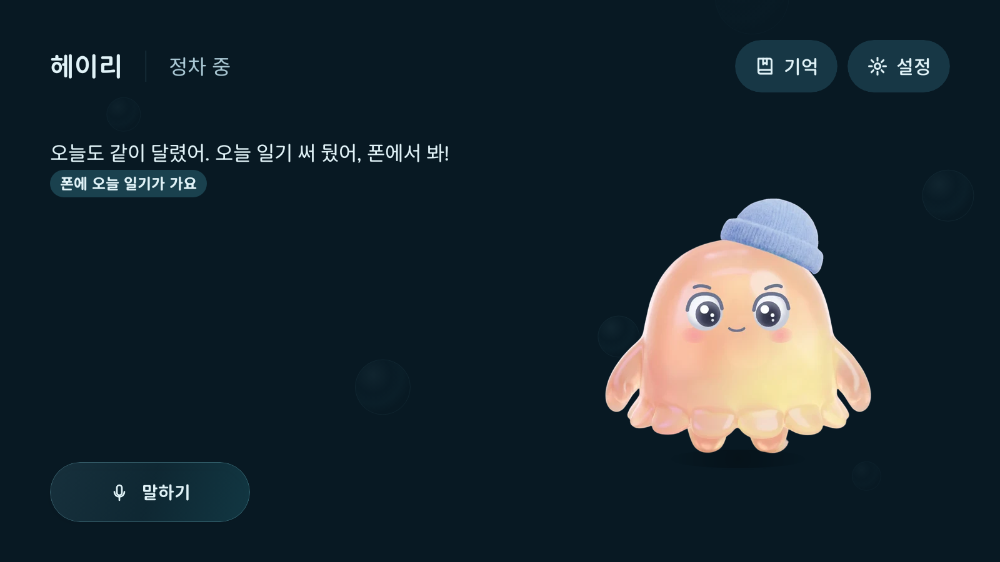 헤이리
정차 중
기억
설정
오늘도 같이 달렸어. 오늘 일기 써 뒀어, 폰에서 봐!
폰에 오늘 일기가 가요
말하기